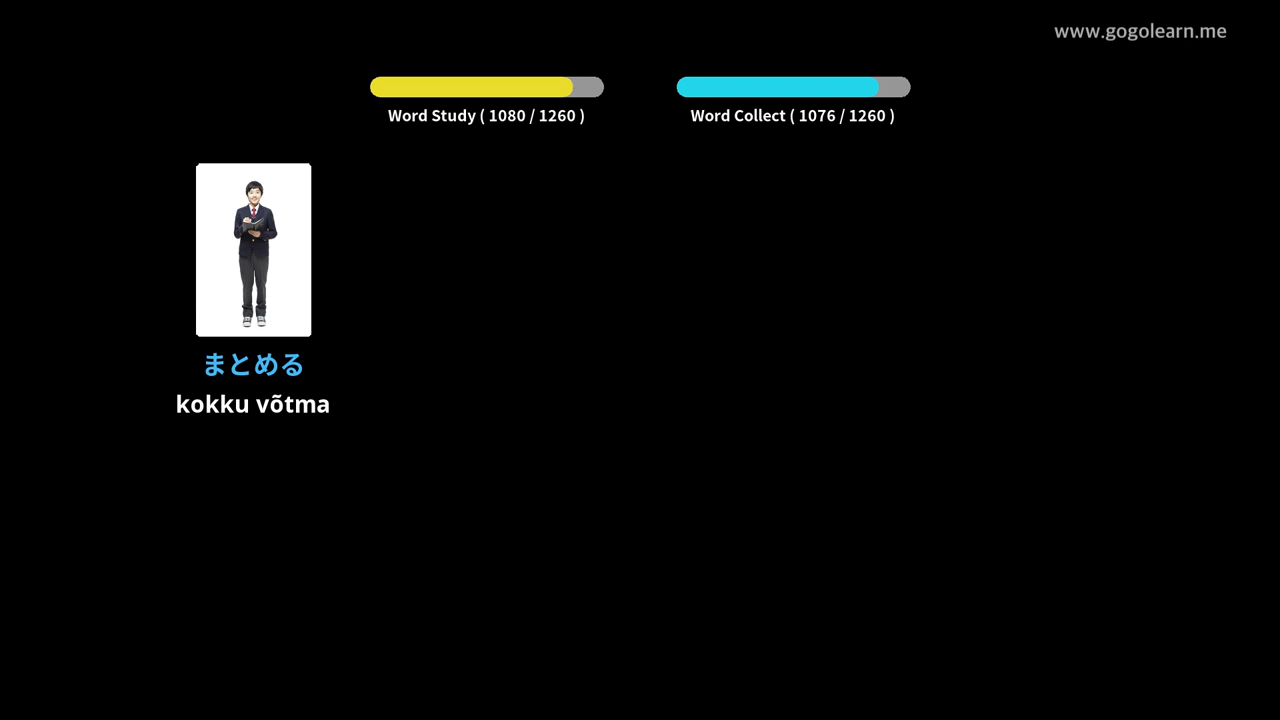 www.gogolearn.me
Word Study ( 1080 / 1260 )
Word Collect ( 1076 / 1260 )
まとめる
kokku võtma